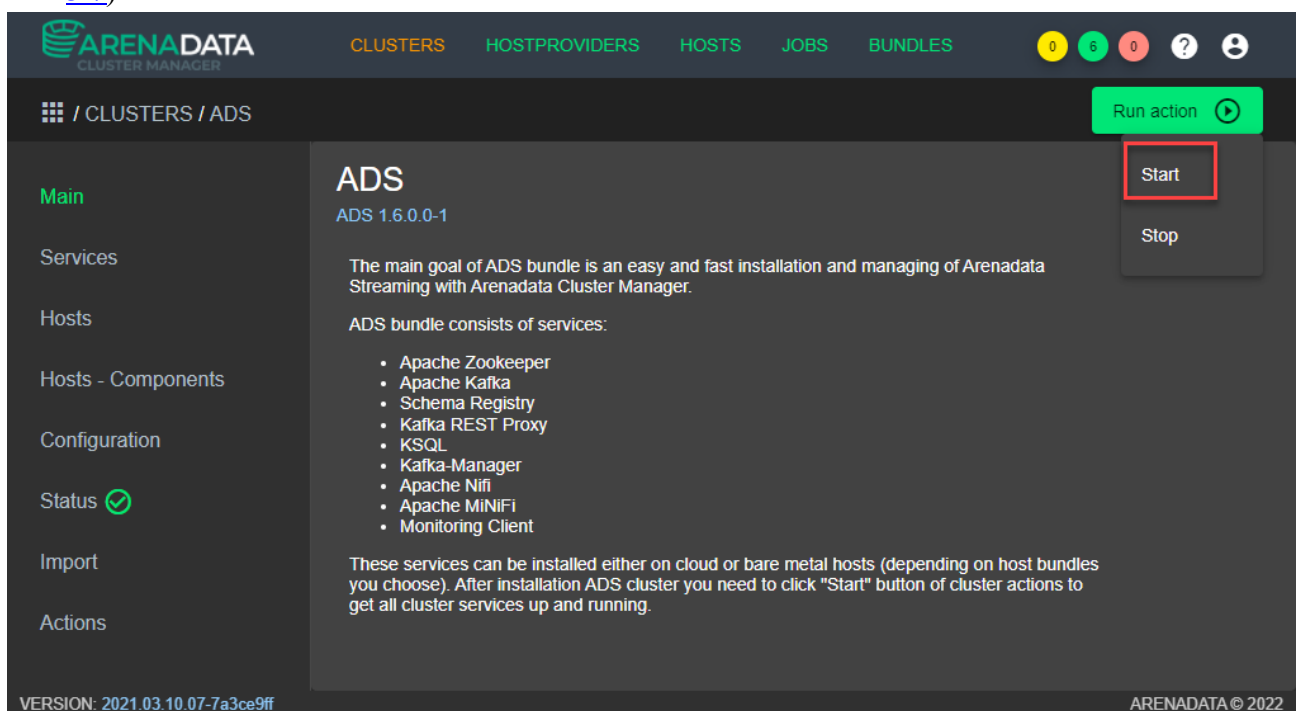 ARENADATA
CLUSTER MANAGER
CLUSTERS HOSTPROVIDERS HOSTS JOBS BUNDLES 0 6 0 ?
/ CLUSTERS / ADS
Run action
Start
Stop
Main
Services
Hosts
Hosts - Components
Configuration
Status
Import
Actions
ADS
ADS 1.6.0.0-1
The main goal of ADS bundle is an easy and fast installation and managing of Arenadata
Streaming with Arenadata Cluster Manager.
ADS bundle consists of services:
• Apache Zookeeper
• Apache Kafka
• Schema Registry
• Kafka REST Proxy
• KSQL
• Kafka-Manager
• Apache Nifi
• Apache MiNiFi
• Monitoring Client
These services can be installed either on cloud or bare metal hosts (depending on host bundles
you choose). After installation ADS cluster you need to click "Start" button of cluster actions to
get all cluster services up and running.
VERSION: 2021.03.10.07-7a3ce9ff
ARENADATA © 2022